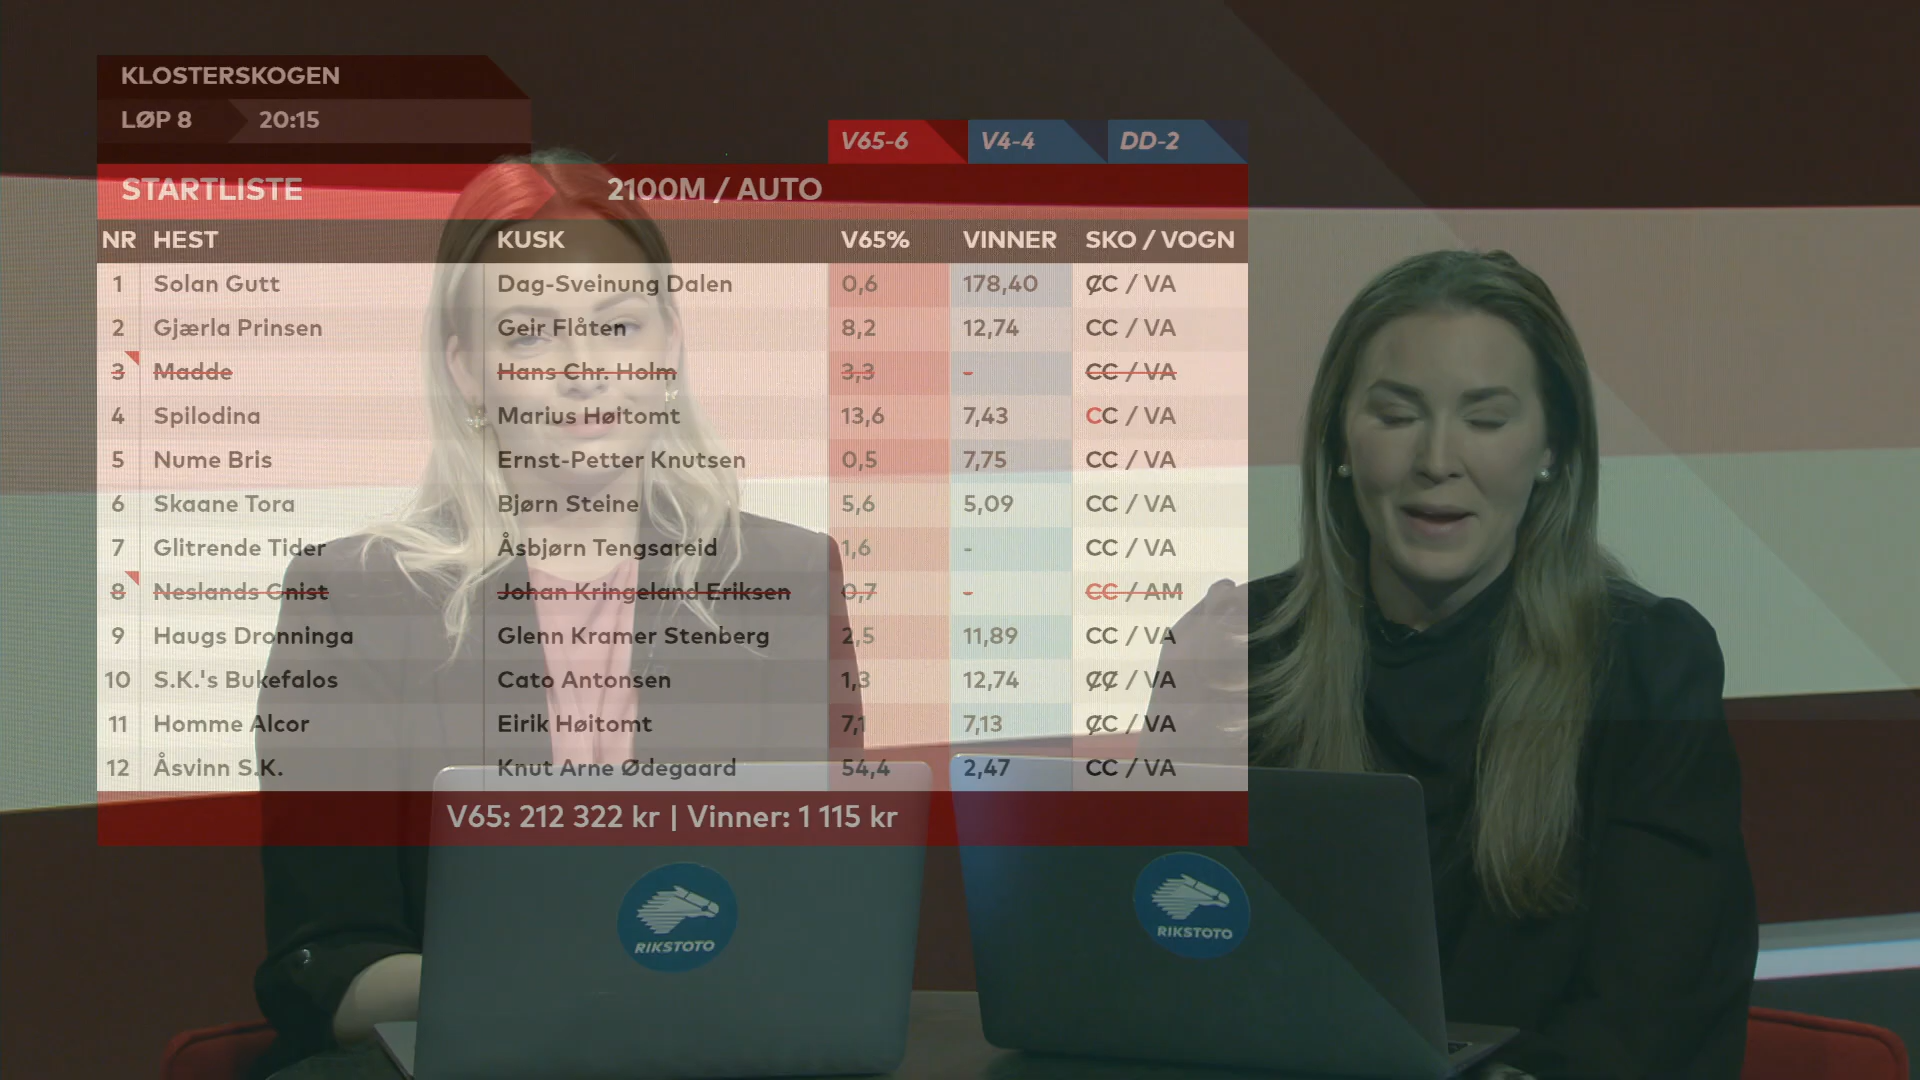 KLOSTERSKOGEN
LØP 8 20:15
V65-6 V4-4 DD-2
STARTLISTE 2100M / AUTO
NR HEST KUSK V65% VINNER SKO / VOGN
1 Solan Gutt Dag-Sveinung Dalen 0,6 178,40 ȻC / VA
2 Gjærla Prinsen Geir Flåten 8,2 12,74 CC / VA
3 Madde Hans Chr. Holm 3,3 - CC / VA
4 Spilodina Marius Høitomt 13,6 7,43 CC / VA
5 Nume Bris Ernst-Petter Knutsen 0,5 7,75 CC / VA
6 Skaane Tora Bjørn Steine 5,6 5,09 CC / VA
7 Glitrende Tider Åsbjørn Tengsareid 1,6 - CC / VA
8 Neslands Gnist Johan Kringeland Eriksen 0,7 - CC / AM
9 Haugs Dronninga Glenn Kramer Stenberg 2,5 11,89 CC / VA
10 S.K.'s Bukefalos Cato Antonsen 1,3 12,74 ȻȻ / VA
11 Homme Alcor Eirik Høitomt 7,1 7,13 ȻC / VA
12 Åsvinn S.K. Knut Arne Ødegaard 54,4 2,47 CC / VA
V65: 212 322 kr | Vinner: 1 115 kr
RIKSTOTO
RIKSTOTO